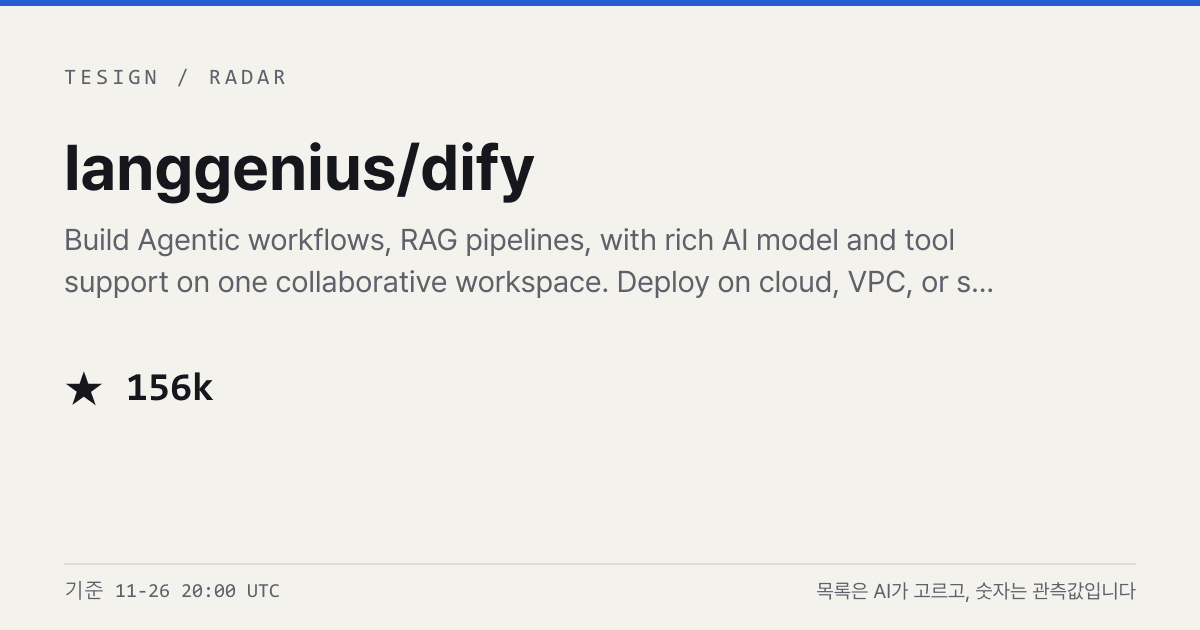 TESIGN / RADAR
langgenius/dify
Build Agentic workflows, RAG pipelines, with rich AI model and tool
support on one collaborative workspace. Deploy on cloud, VPC, or s...
★ 156k
기준 11-26 20:00 UTC
목록은 AI가 고르고, 숫자는 관측값입니다